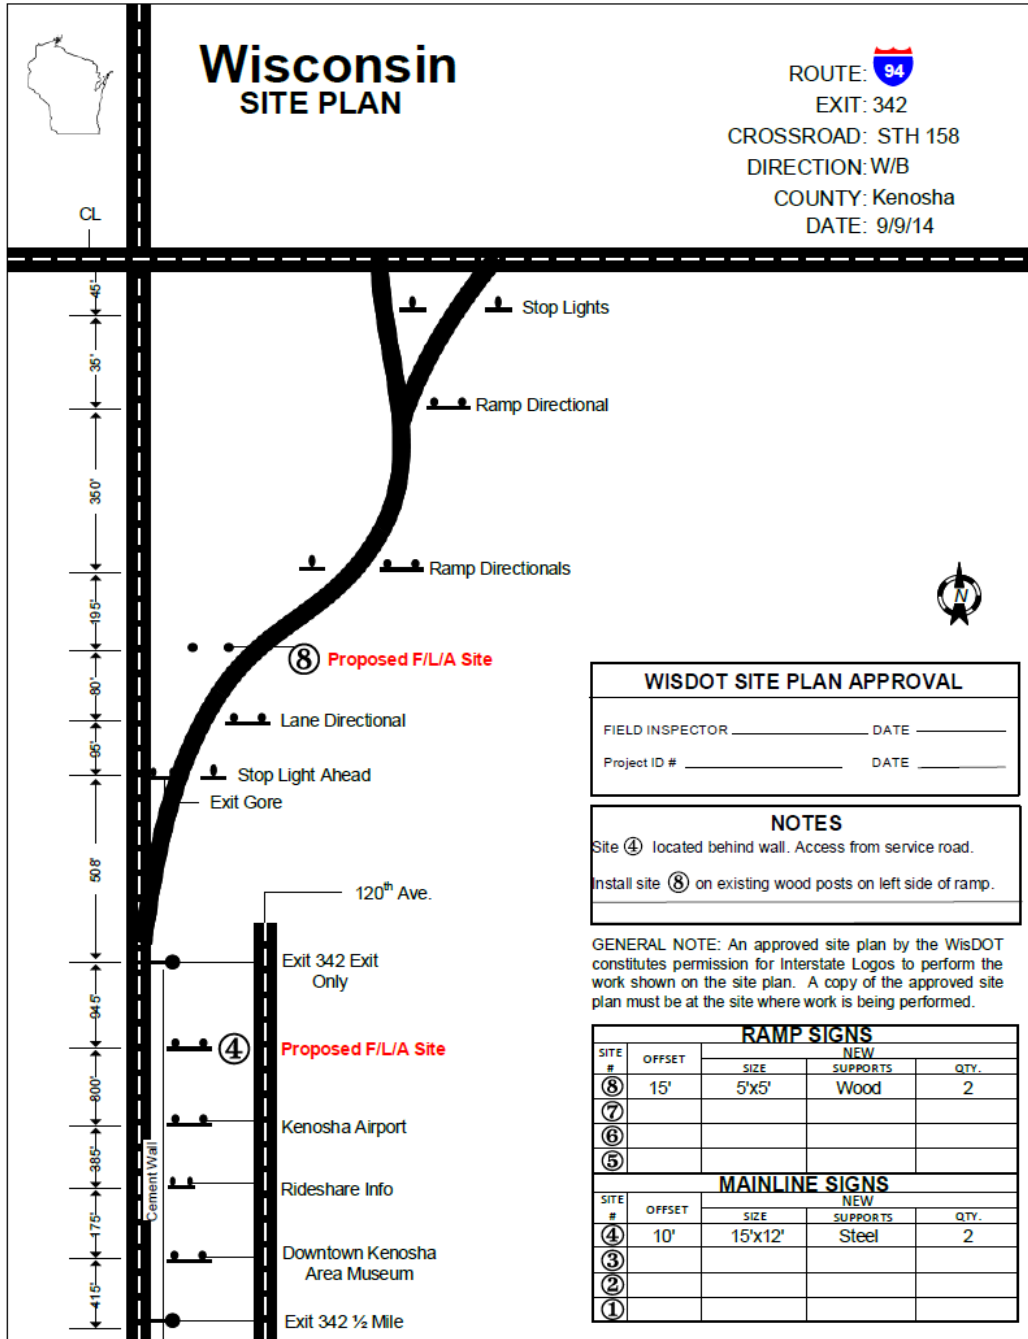 Wisconsin
SITE PLAN
ROUTE: 94
EXIT: 342
CROSSROAD: STH 158
DIRECTION: W/B
COUNTY: Kenosha
DATE: 9/9/14
CL
45'
Stop Lights
35'
Ramp Directional
350'
Ramp Directionals
N
195'
8 Proposed F/L/A Site
80'
Lane Directional
95'
Stop Light Ahead
Exit Gore
508'
120th Ave.
Exit 342 Exit
Only
945'
4 Proposed F/L/A Site
800'
Kenosha Airport
385'
Cement Wall
Rideshare Info
175'
Downtown Kenosha
Area Museum
415'
Exit 342 ½ Mile
WISDOT SITE PLAN APPROVAL
FIELD INSPECTOR DATE
Project ID # DATE
NOTES
Site ④ located behind wall. Access from service road.
Install site ⑧ on existing wood posts on left side of ramp.
GENERAL NOTE: An approved site plan by the WisDOT
constitutes permission for Interstate Logos to perform the
work shown on the site plan. A copy of the approved site
plan must be at the site where work is being performed.
RAMP SIGNS
SITE # OFFSET NEW
SIZE SUPPORTS QTY.
⑧ 15' 5'x5' Wood 2
⑦
⑥
⑤
MAINLINE SIGNS
SITE # OFFSET NEW
SIZE SUPPORTS QTY.
④ 10' 15'x12' Steel 2
③
②
①